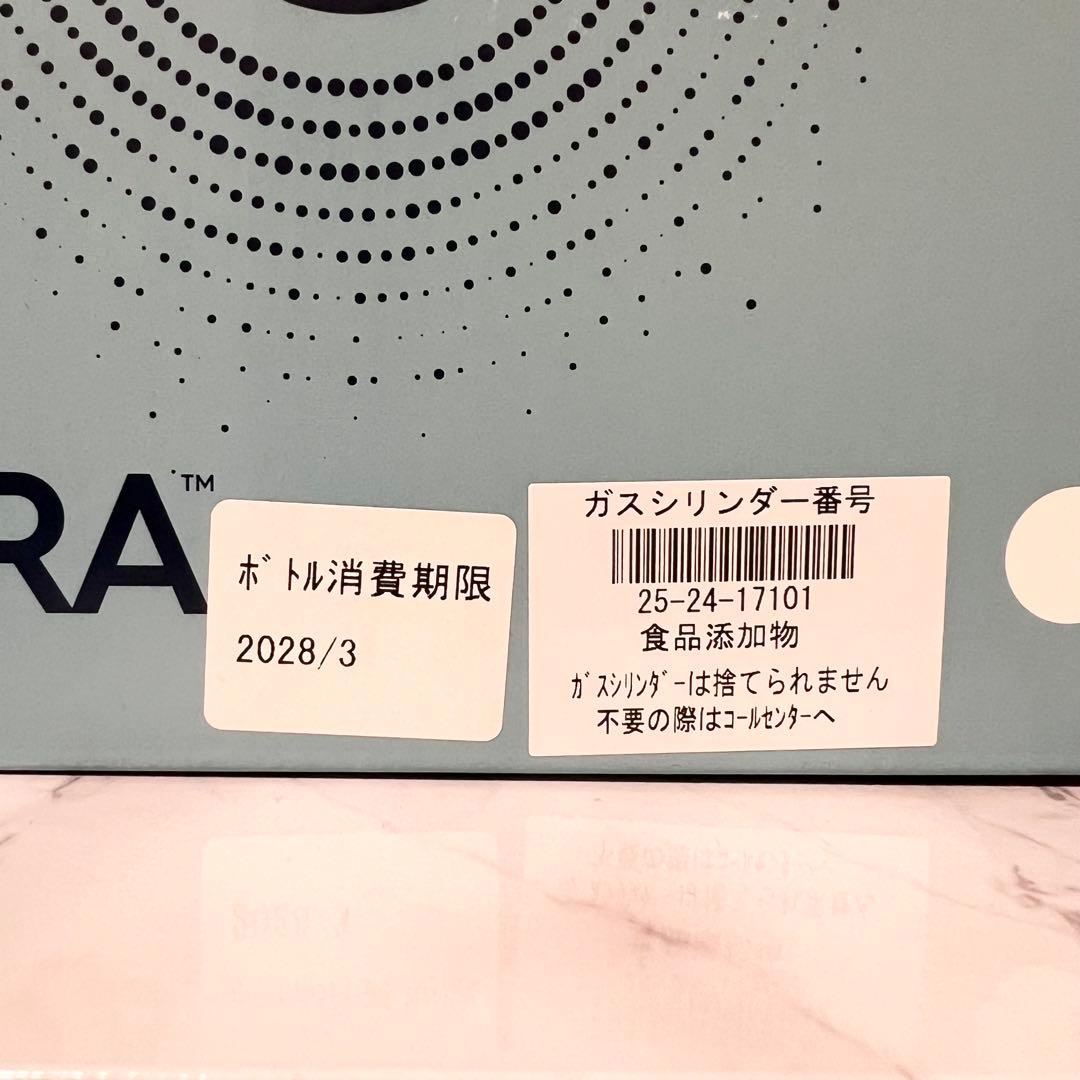 RA™
ﾎﾞﾄﾙ消費期限
2028/3
ガスシリンダー番号
25-24-17101
食品添加物
ｶﾞｽｼﾘﾝﾀﾞｰは捨てられません
不要の際はｺｰﾙｾﾝﾀｰへ